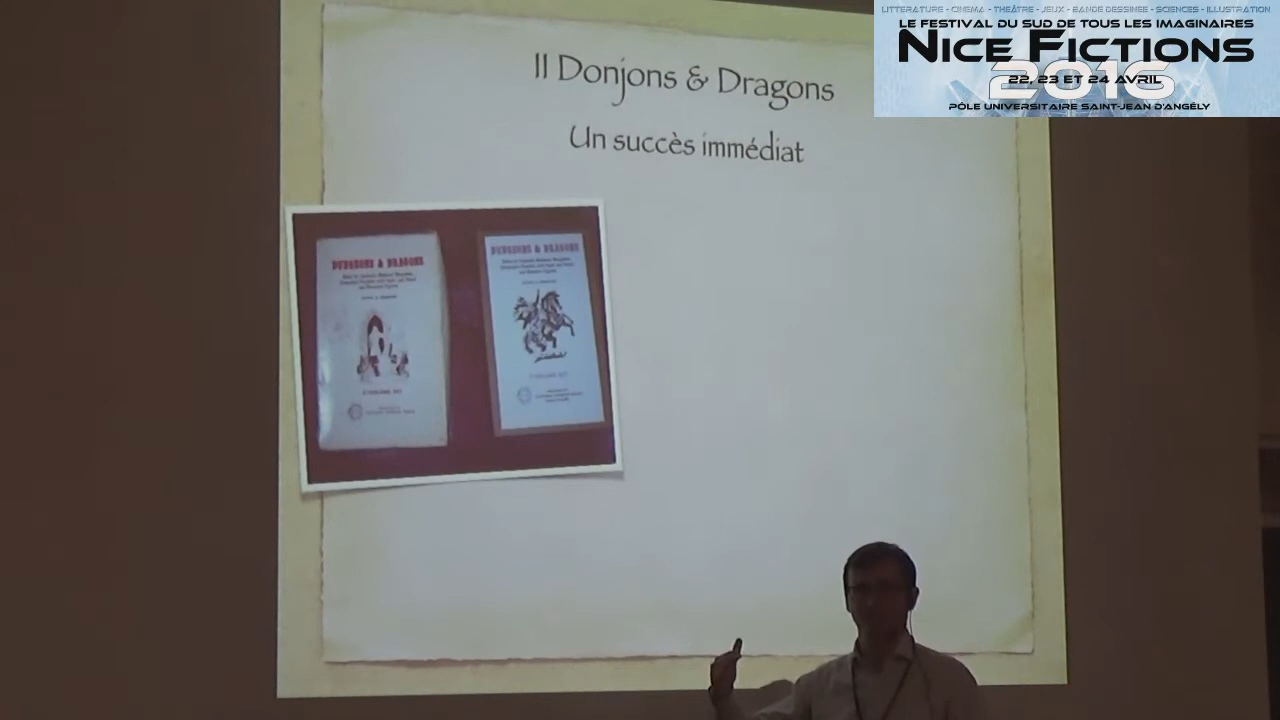 LITTERATURE - CINEMA - THEÂTRE - JEUX - BANDE DESSINEE - SCIENCES - ILLUSTRATION
LE FESTIVAL DU SUD DE TOUS LES IMAGINAIRES
NICE FICTIONS
2016
22, 23 ET 24 AVRIL
PÔLE UNIVERSITAIRE SAINT-JEAN D'ANGÉLY
II Donjons & Dragons
Un succès immédiat
DUNGEONS & DRAGONS
DUNGEONS & DRAGONS